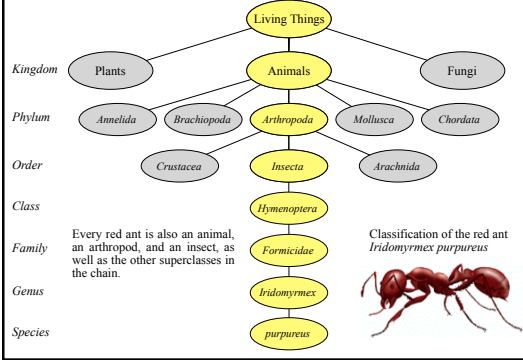 Living Things
Kingdom Plants Animals Fungi
Phylum Annelida Brachiopoda Arthropoda Mollusca Chordata
Order Crustacea Insecta Arachnida
Class Hymenoptera
Every red ant is also an animal,
an arthropod, and an insect, as
well as the other superclasses in
the chain.
Classification of the red ant
Iridomyrmex purpureus
Family Formicidae
Genus Iridomyrmex
Species purpureus